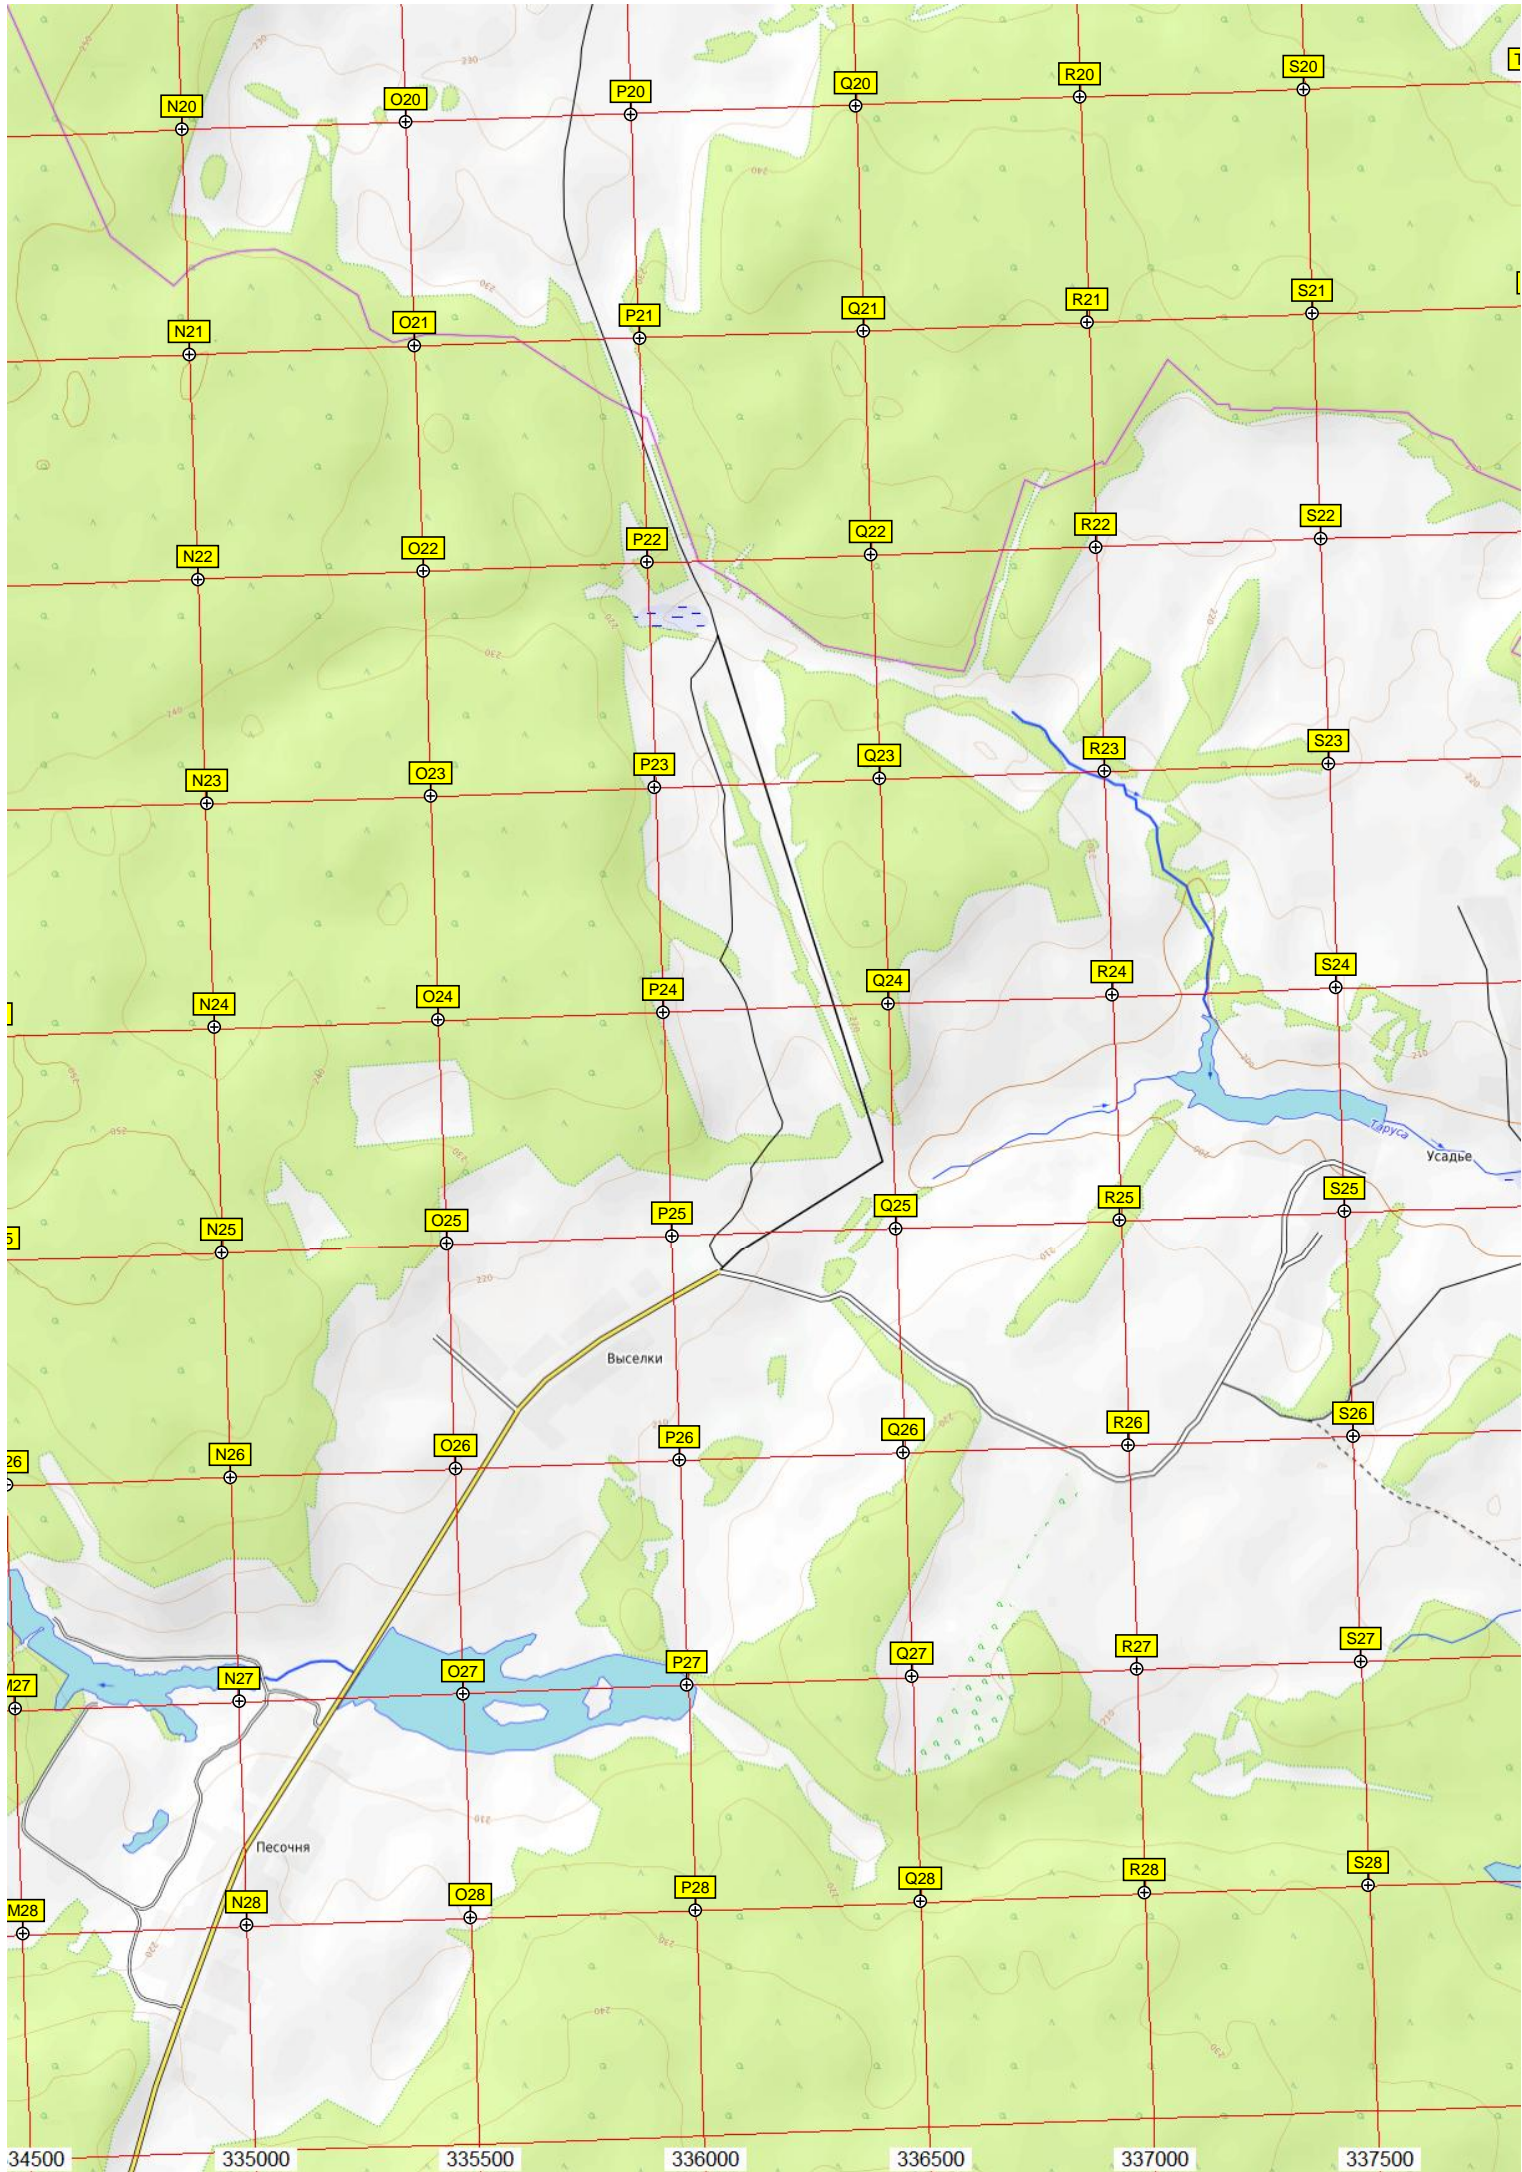 N20 O20 P20 Q20 R20 S20
N21 O21 P21 Q21 R21 S21
N22 O22 P22 Q22 R22 S22
N23 O23 P23 Q23 R23 S23
N24 O24 P24 Q24 R24 S24
Таруса
Усадье
N25 O25 P25 Q25 R25 S25
Выселки
26 N26 O26 P26 Q26 R26 S26
M27 N27 O27 P27 Q27 R27 S27
Песочня
M28 N28 O28 P28 Q28 R28 S28
34500 335000 335500 336000 336500 337000 337500